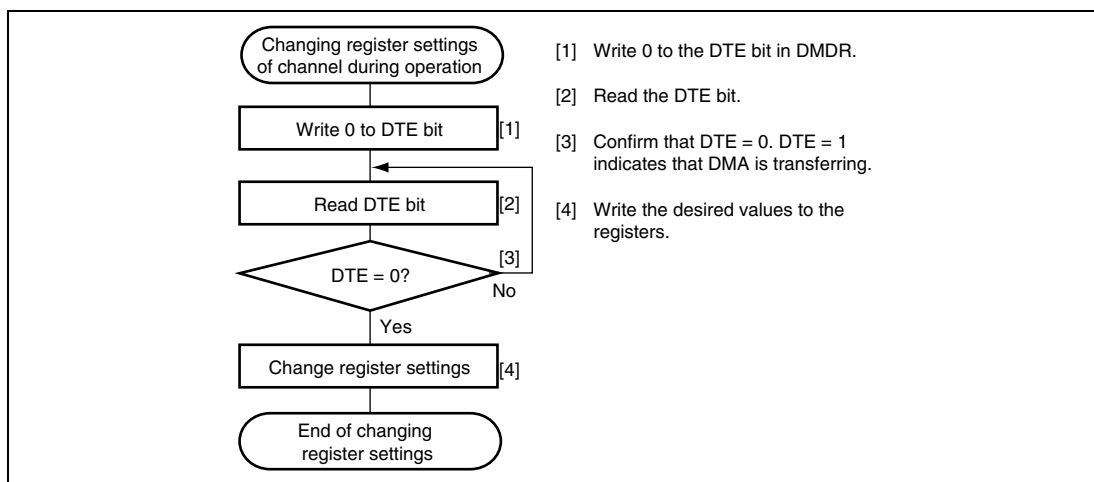 Changing register settings
of channel during operation
Write 0 to DTE bit
[1]
Read DTE bit
[2]
[3]
DTE = 0?
No
Yes
Change register settings
[4]
End of changing
register settings
[1] Write 0 to the DTE bit in DMDR.
[2] Read the DTE bit.
[3] Confirm that DTE = 0. DTE = 1
indicates that DMA is transferring.
[4] Write the desired values to the
registers.